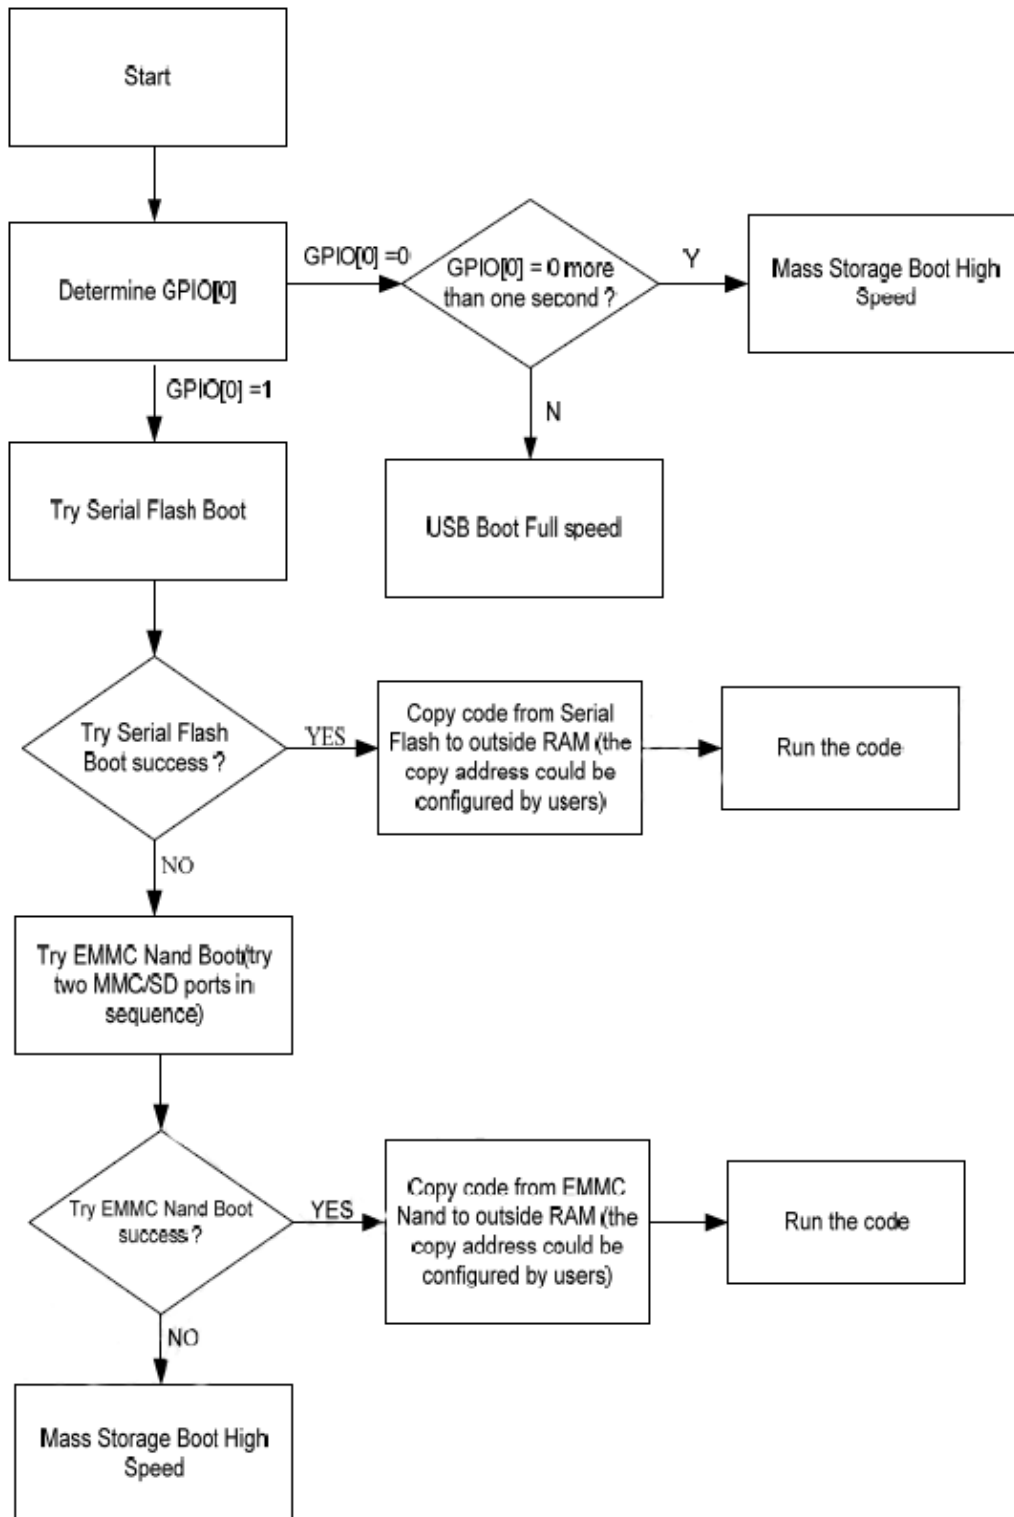 Start
Determine GPIO[0]
GPIO[0] =0
GPIO[0] = 0 more
than one second ?
Y
Mass Storage Boot High
Speed
GPIO[0] =1
N
Try Serial Flash Boot
USB Boot Full speed
Try Serial Flash
Boot success ?
YES
Copy code from Serial
Flash to outside RAM (the
copy address could be
configured by users)
Run the code
NO
Try EMMC Nand Boot(try
two MMC/SD ports in
sequence)
Try EMMC Nand Boot
success ?
YES
Copy code from EMMC
Nand to outside RAM (the
copy address could be
configured by users)
Run the code
NO
Mass Storage Boot High
Speed